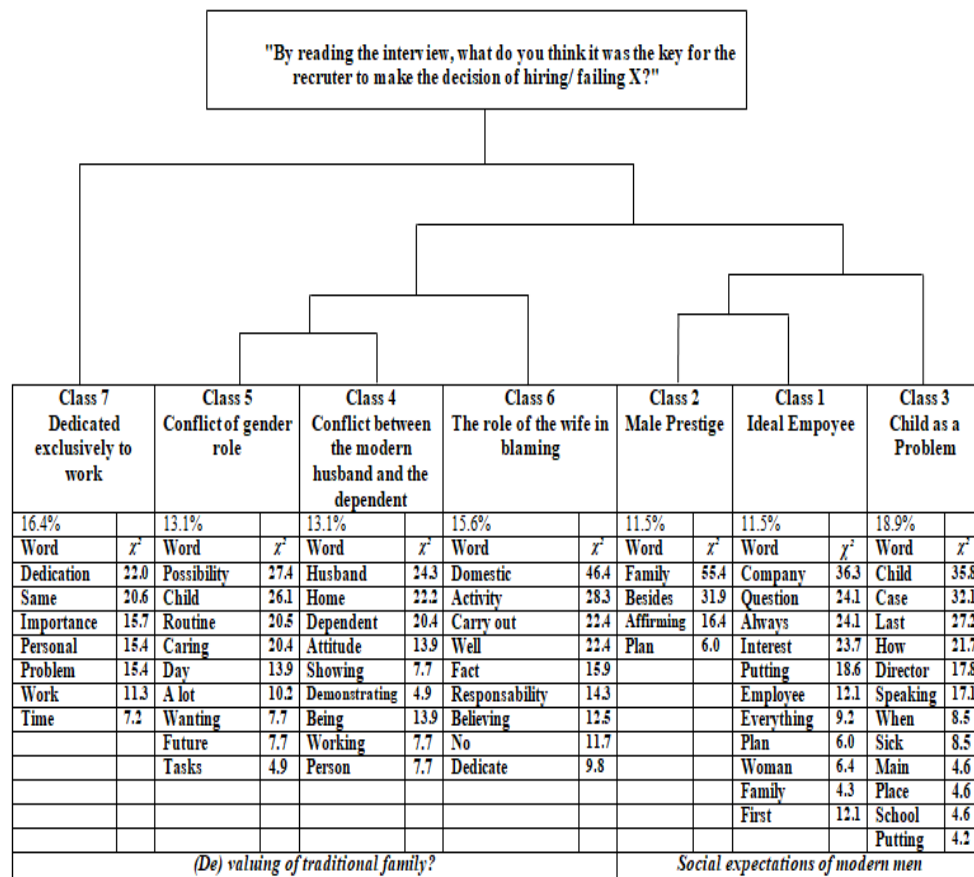 "By reading the interview, what do you think it was the key for the
recruter to make the decision of hiring/ failing X?"
Class 7
Dedicated
exclusively to
work
Class 5
Conflict of gender
role
Class 4
Conflict between
the modern
husband and the
dependent
Class 6
The role of the wife in
blaming
Class 2
Male Prestige
Class 1
Ideal Empoyee
Class 3
Child as a
Problem
16.4% 13.1% 13.1% 15.6% 11.5% 11.5% 18.9%
Word χ² Word χ² Word χ² Word χ² Word χ² Word χ² Word χ²
Dedication 22.0 Possibility 27.4 Husband 24.3 Domestic 46.4 Family 55.4 Company 36.3 Child 35.8
Same 20.6 Child 26.1 Home 22.2 Activity 28.3 Besides 31.9 Question 24.1 Case 32.1
Importance 15.7 Routine 20.5 Dependent 20.4 Carry out 22.4 Affirming 16.4 Always 24.1 Last 27.2
Personal 15.4 Caring 20.4 Attitude 13.9 Well 22.4 Plan 6.0 Interest 23.7 How 21.7
Problem 15.4 Day 13.9 Showing 7.7 Fact 15.9 Putting 18.6 Director 17.8
Work 11.3 A lot 10.2 Demonstrating 4.9 Responsability 14.3 Employee 12.1 Speaking 17.1
Time 7.2 Wanting 7.7 Being 13.9 Believing 12.5 Everything 9.2 When 8.5
Future 7.7 Working 7.7 No 11.7 Plan 6.0 Sick 8.5
Tasks 4.9 Person 7.7 Dedicate 9.8 Woman 6.4 Main 4.6
Family 4.3 Place 4.6
First 12.1 School 4.6
Putting 4.2
(De) valuing of traditional family? Social expectations of modern men